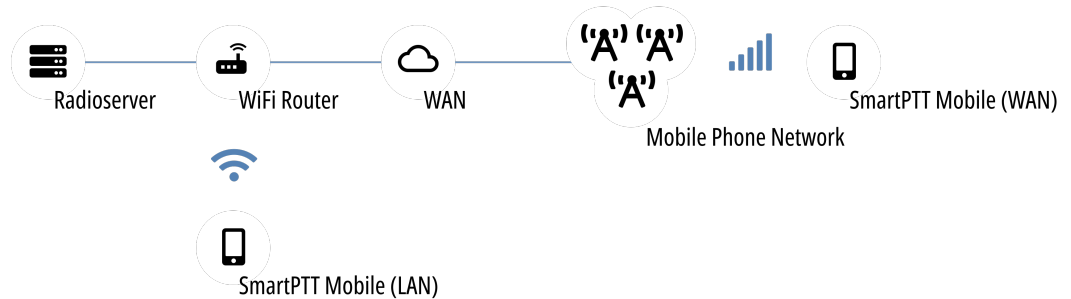 Radioserver
WiFi Router
WAN
SmartPTT Mobile (WAN)
Mobile Phone Network
SmartPTT Mobile (LAN)